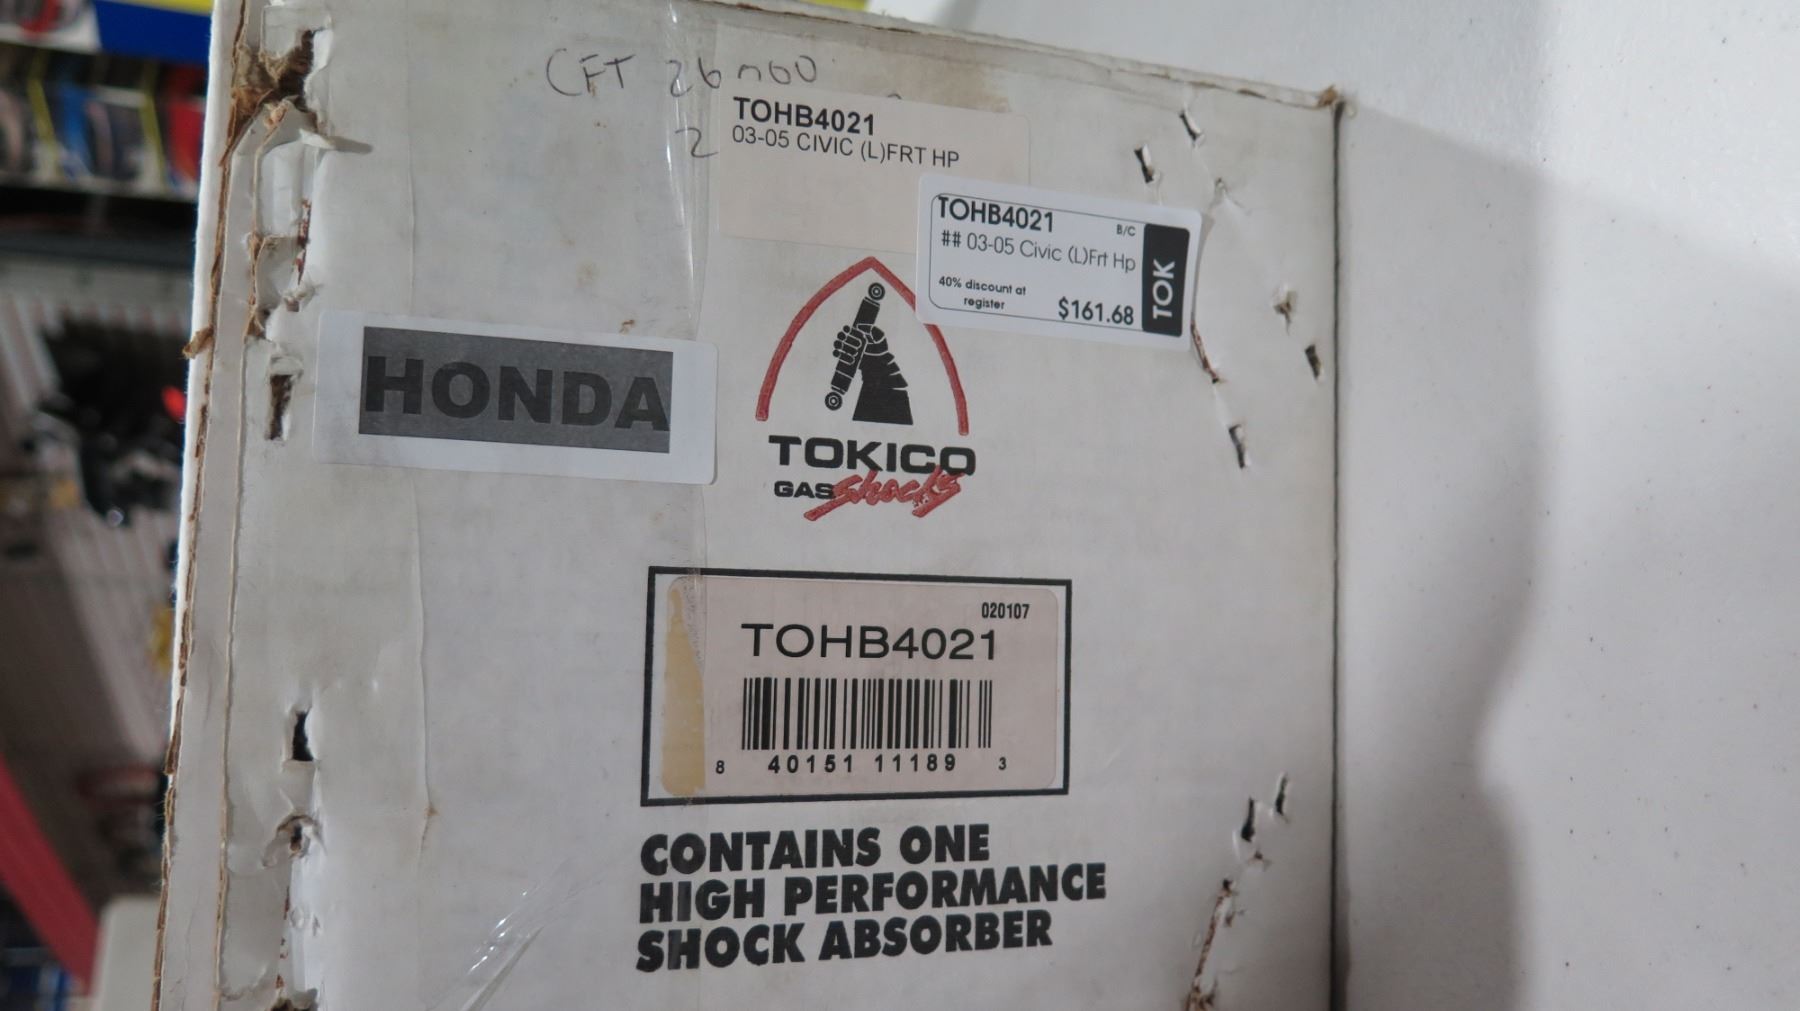 CFT 26
2
TOHB4021
03-05 CIVIC (L)FRT HP
TOHB4021
B/C
## 03-05 Civic (L)Frt Hp
40% discount at
register
$161.68
TOK
HONDA
TOKICO
GAS shocks
020107
TOHB4021
8 40151 11189 3
CONTAINS ONE
HIGH PERFORMANCE
SHOCK ABSORBER